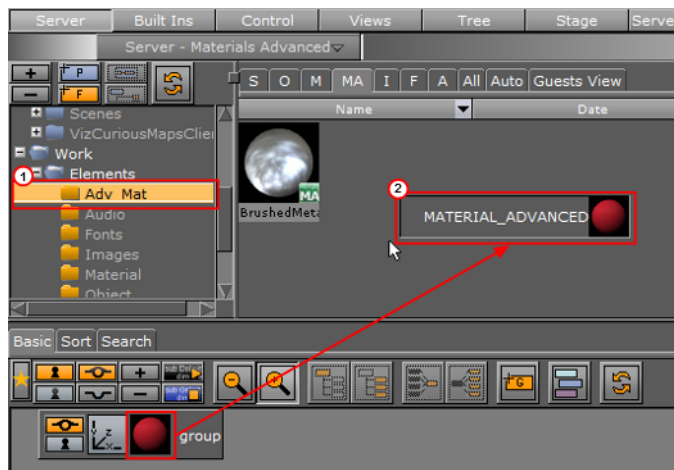 Server Built Ins Control Views Tree Stage Serve
Server - Materials Advanced
+ P
− F
S O M MA I F A All Auto Guests View
Name Date
Scenes
VizCuriousMapsClie
Work
1
Elements
Adv_Mat
Audio
Fonts
Images
Material
Object
MA
BrushedMeta
2
MATERIAL_ADVANCED
Basic Sort Search
G
y z x
group